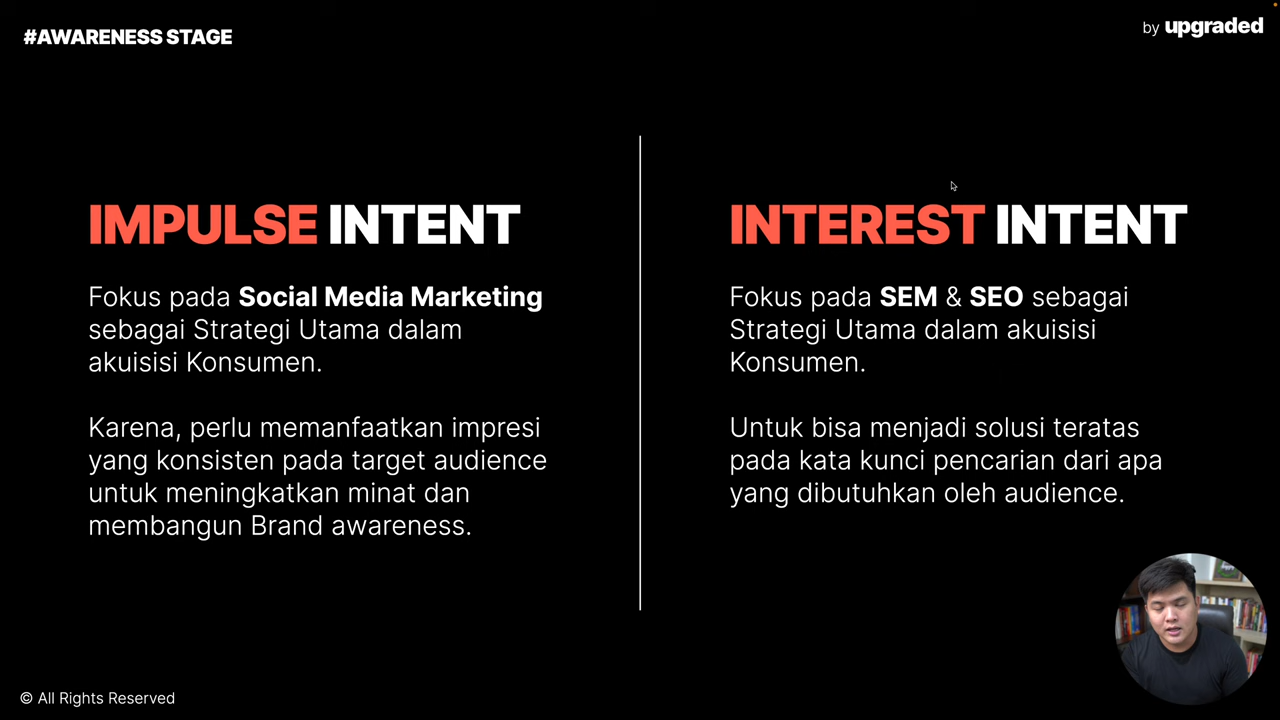 #AWARENESS STAGE
by upgraded
IMPULSE INTENT
Fokus pada Social Media Marketing
sebagai Strategi Utama dalam
akuisisi Konsumen.
Karena, perlu memanfaatkan impresi
yang konsisten pada target audience
untuk meningkatkan minat dan
membangun Brand awareness.
INTEREST INTENT
Fokus pada SEM & SEO sebagai
Strategi Utama dalam akuisisi
Konsumen.
Untuk bisa menjadi solusi teratas
pada kata kunci pencarian dari apa
yang dibutuhkan oleh audience.
© All Rights Reserved